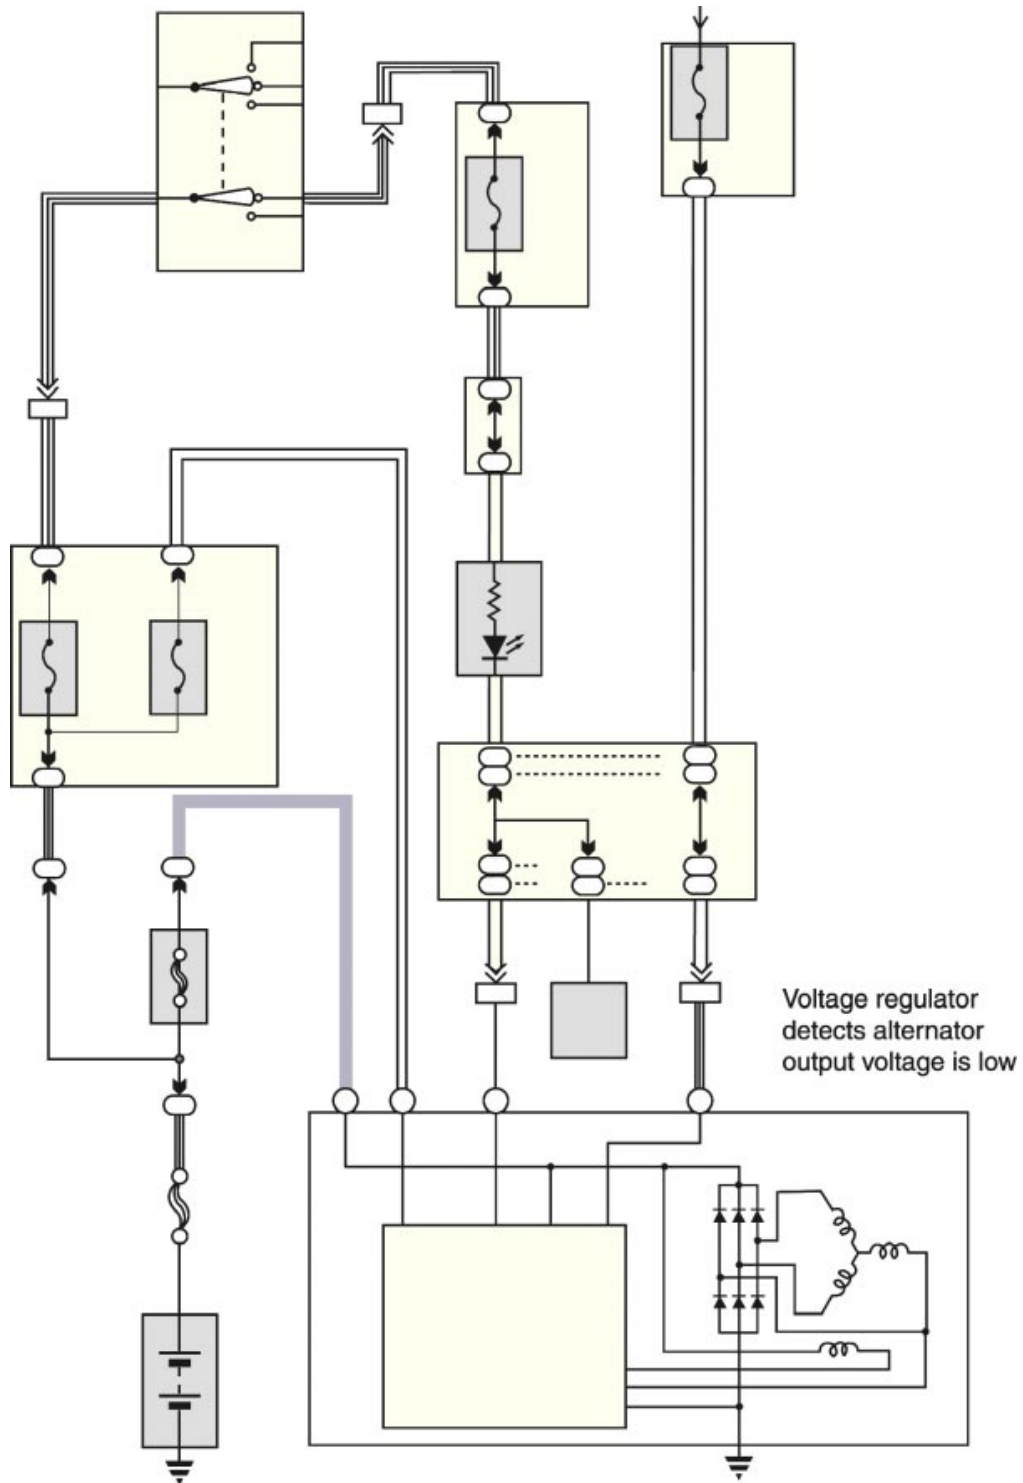 Voltage regulator
detects alternator
output voltage is low